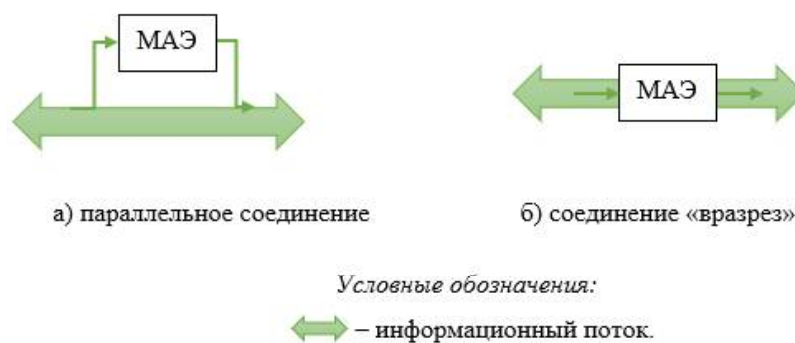 МАЭ
МАЭ
а) параллельное соединение
б) соединение «вразрез»
Условные обозначения:
– информационный поток.